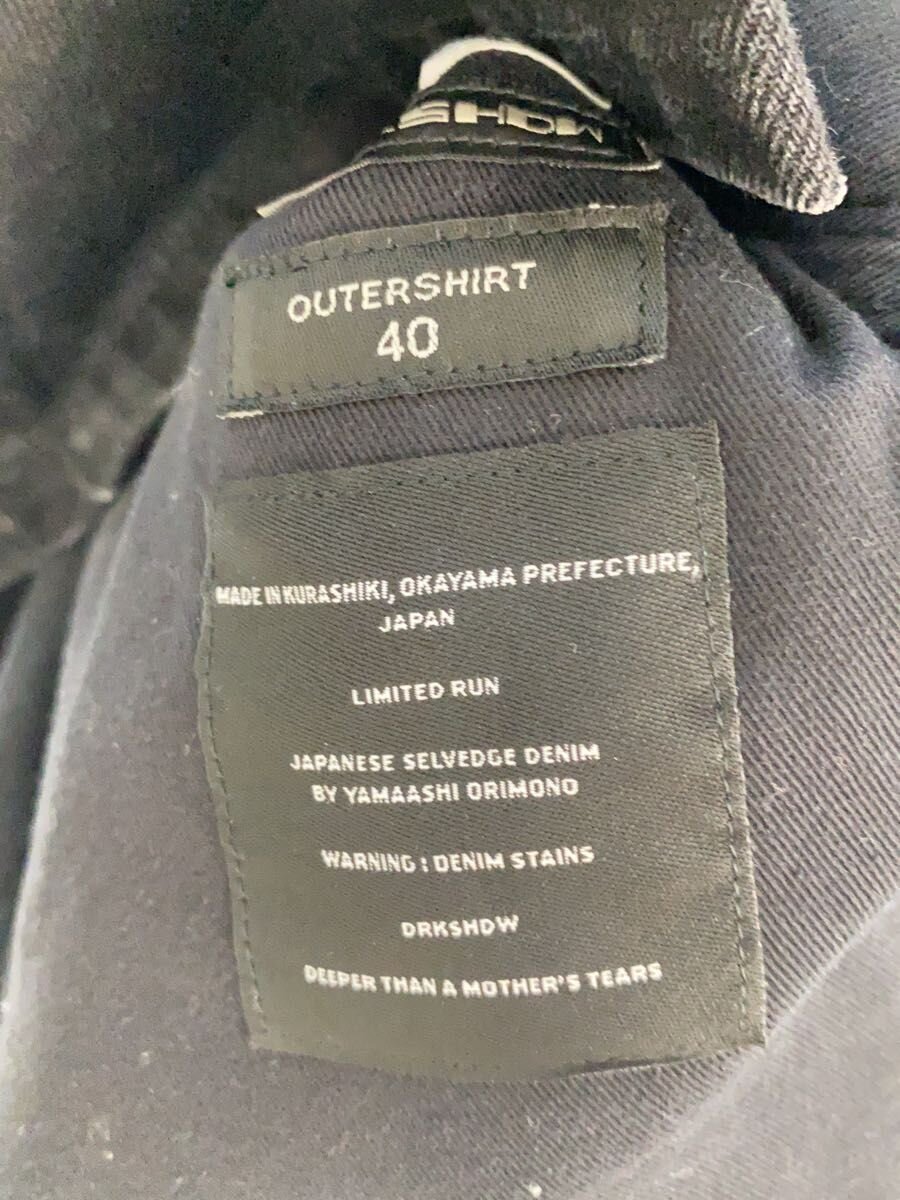 SHDW
OUTERSHIRT
40
MADE IN KURASHIKI, OKAYAMA PREFECTURE,
JAPAN
LIMITED RUN
JAPANESE SELVEDGE DENIM
BY YAMAASHI ORIMONO
WARNING : DENIM STAINS
DRKSHDW
DEEPER THAN A MOTHER'S TEARS